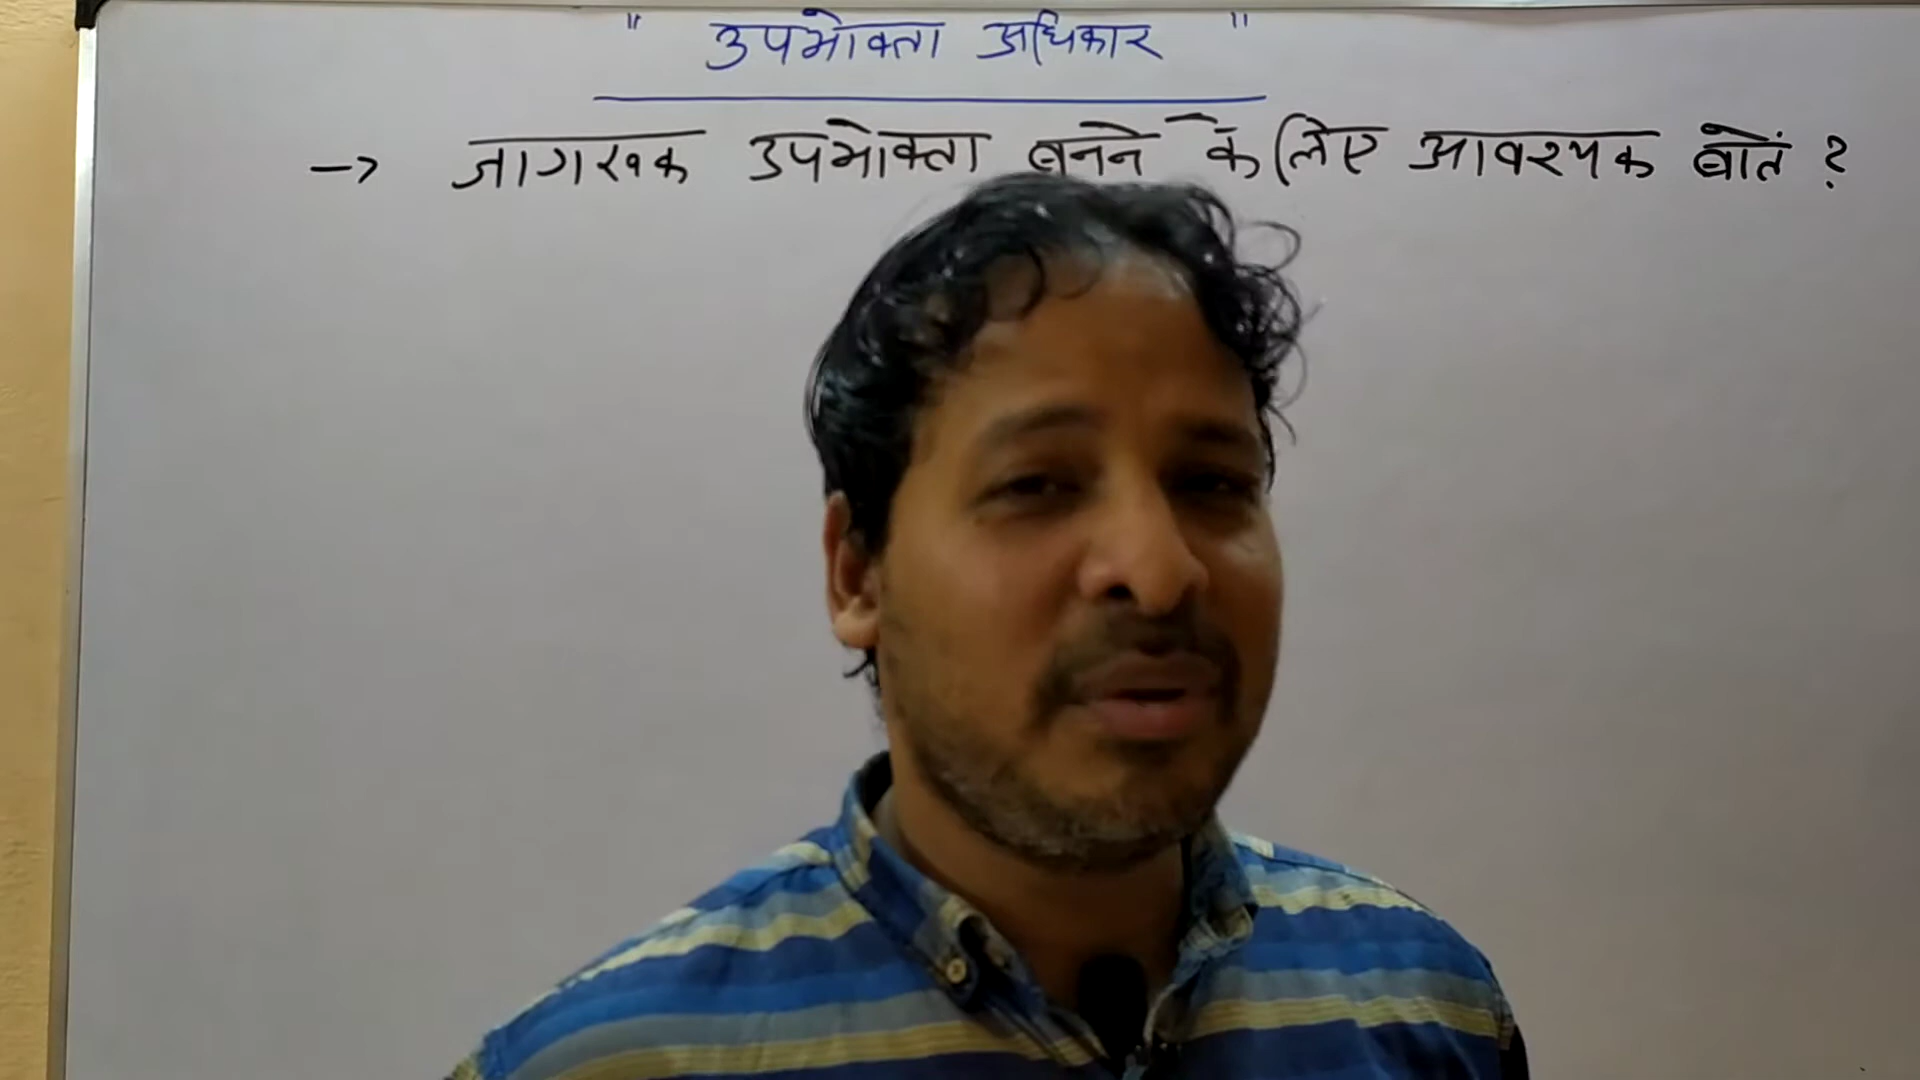 " उपभोक्ता अधिकार "
→ जागरूक उपभोक्ता बनने के लिए आवश्यक बातें ?